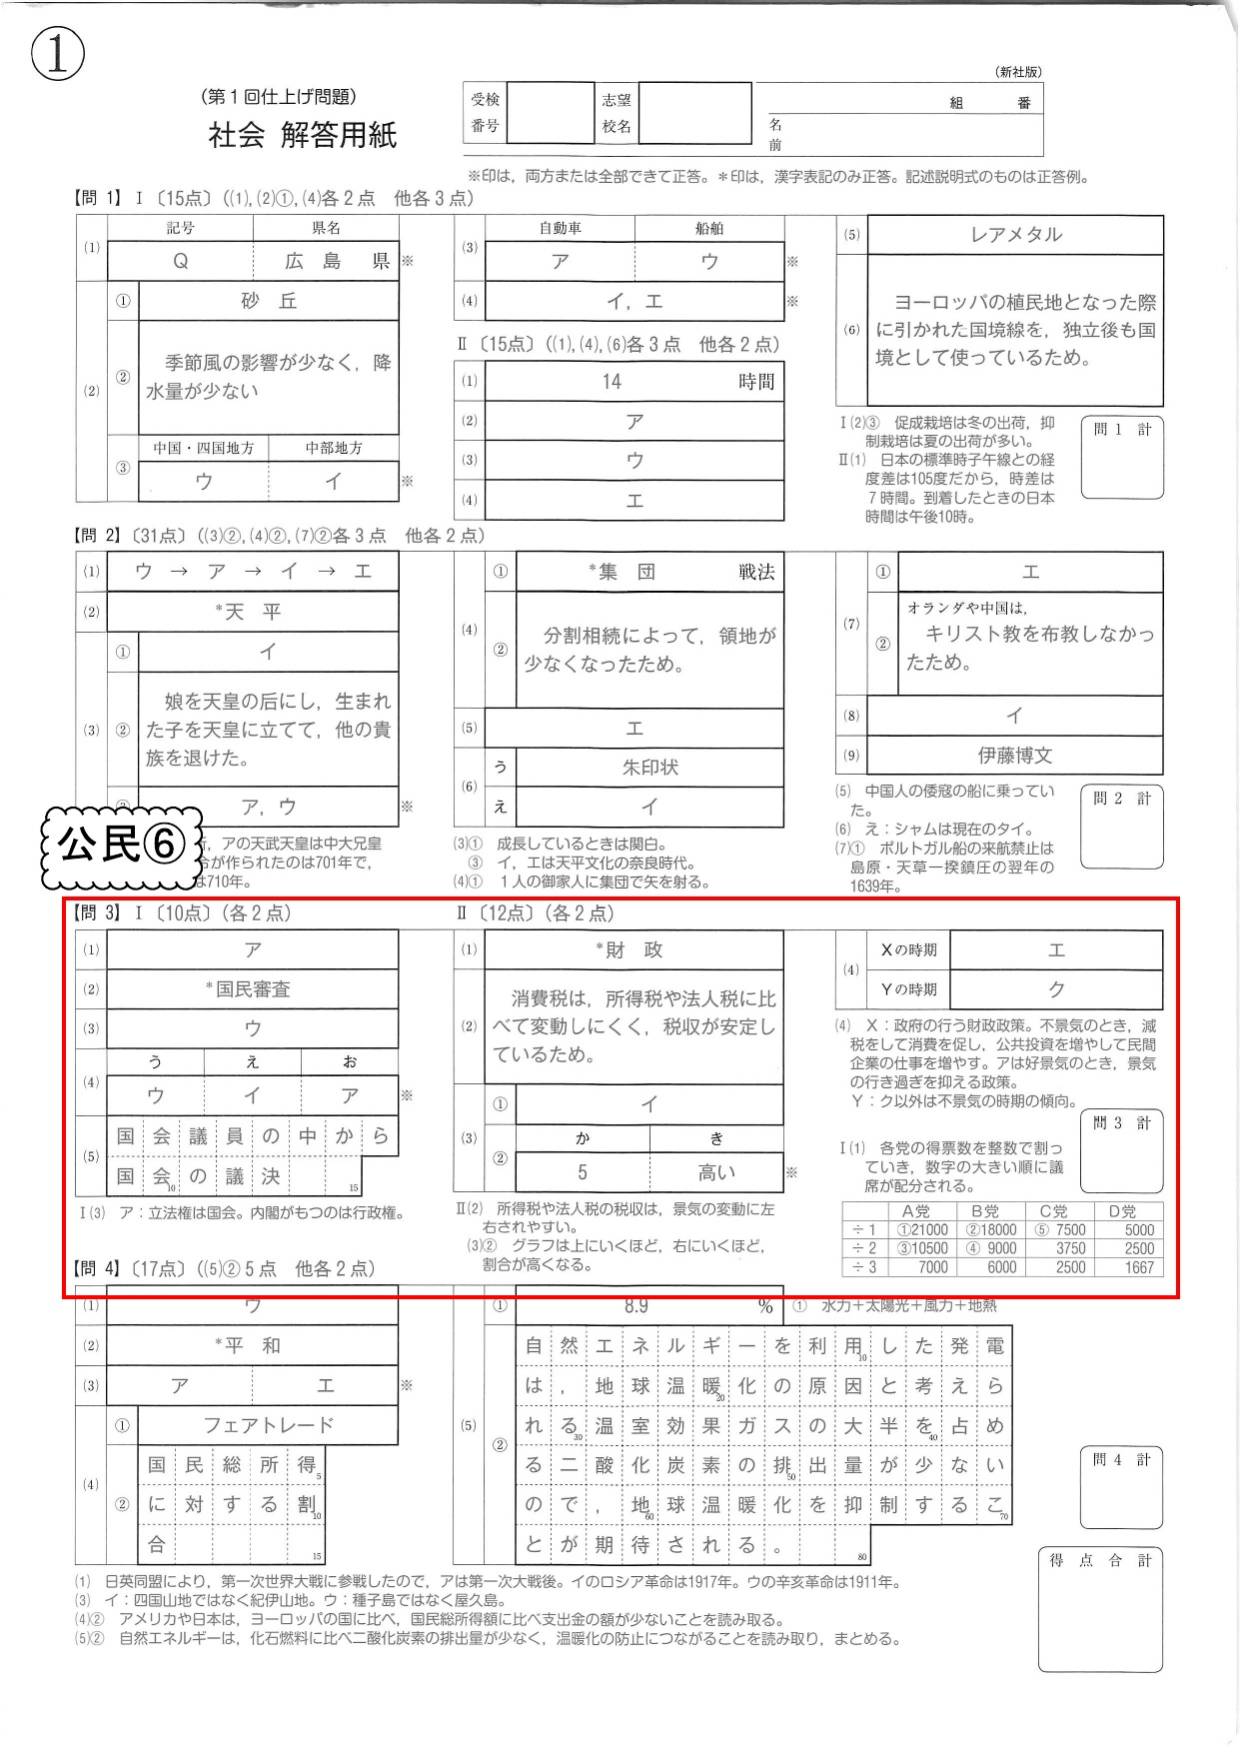 ①
(新社版)
(第1回仕上げ問題)
社会 解答用紙
受検番号
志望校名
組 番
名前
※印は，両方または全部できて正答。＊印は，漢字表記のみ正答。記述説明式のものは正答例。
【問 1】 Ⅰ〔15点〕((1),(2)①,(4)各2点 他各3点)
記号 県名
(1) Q 広 島 県 ※
(2) ① 砂 丘
② 季節風の影響が少なく，降
水量が少ない
中国・四国地方 中部地方
③ ウ イ ※
自動車 船舶
(3) ア ウ ※
(4) イ，エ ※
Ⅱ〔15点〕((1),(4),(6)各3点 他各2点)
(1) 14 時間
(2) ア
(3) ウ
(4) エ
(5) レアメタル
(6) ヨーロッパの植民地となった際
に引かれた国境線を，独立後も国
境として使っているため。
Ⅰ(2)③ 促成栽培は冬の出荷，抑
制栽培は夏の出荷が多い。
Ⅱ(1) 日本の標準時子午線との経
度差は105度だから，時差は
7時間。到着したときの日本
時間は午後10時。
問 1 計
【問 2】〔31点〕((3)②,(4)②,(7)②各3点 他各2点)
(1) ウ → ア → イ → エ
(2) *天 平
(3) ① イ
② 娘を天皇の后にし，生まれ
た子を天皇に立てて，他の貴
族を退けた。
ア，ウ ※
(4) ① *集 団 戦法
② 分割相続によって，領地が
少なくなったため。
(5) エ
(6) う 朱印状
え イ
(7) ① エ
② オランダや中国は，
キリスト教を布教しなかっ
たため。
(8) イ
(9) 伊藤博文
公民⑥
，アの天武天皇は中大兄皇
が作られたのは701年で，
は710年。
(3)① 成長しているときは関白。
③ イ，エは天平文化の奈良時代。
(4)① 1人の御家人に集団で矢を射る。
(5) 中国人の倭寇の船に乗ってい
た。
(6) え：シャムは現在のタイ。
(7)① ポルトガル船の来航禁止は
島原・天草一揆鎮圧の翌年の
1639年。
問 2 計
【問 3】 Ⅰ〔10点〕(各2点)
(1) ア
(2) *国民審査
(3) ウ
う え お
(4) ウ イ ア ※
(5) 国会議員の中から
国会の議決
10 15
Ⅰ(3) ア：立法権は国会。内閣がもつのは行政権。
Ⅱ〔12点〕(各2点)
(1) *財 政
(2) 消費税は，所得税や法人税に比
べて変動しにくく，税収が安定し
ているため。
(3) ① イ
か き
② 5 高い ※
Ⅱ(2) 所得税や法人税の税収は，景気の変動に左
右されやすい。
(3)② グラフは上にいくほど，右にいくほど，
割合が高くなる。
(4) Xの時期 エ
Yの時期 ク
(4) X：政府の行う財政政策。不景気のとき，減
税をして消費を促し，公共投資を増やして民間
企業の仕事を増やす。アは好景気のとき，景気
の行き過ぎを抑える政策。
Y：ク以外は不景気の時期の傾向。
問 3 計
Ⅰ(1) 各党の得票数を整数で割っ
ていき，数字の大きい順に議
席が配分される。
A党 B党 C党 D党
÷1 ①21000 ②18000 ⑤ 7500 5000
÷2 ③10500 ④ 9000 3750 2500
÷3 7000 6000 2500 1667
【問 4】〔17点〕((5)②5点 他各2点)
(1) ウ
(2) *平 和
(3) ア エ ※
(4) ① フェアトレード
② 国民総所得
5
に対する割
10
合
15
(5) ① 8.9 % ① 水力＋太陽光＋風力＋地熱
② 自然エネルギーを利用した発電
10
は，地球温暖化の原因と考えら
20
れる温室効果ガスの大半を占め
30 40
る二酸化炭素の排出量が少ない
50
ので，地球温暖化を抑制するこ
60 70
とが期待される。
80
問 4 計
得 点 合 計
(1) 日英同盟により，第一次世界大戦に参戦したので，アは第一次大戦後。イのロシア革命は1917年。ウの辛亥革命は1911年。
(3) イ：四国山地ではなく紀伊山地。ウ：種子島ではなく屋久島。
(4)② アメリカや日本は，ヨーロッパの国に比べ，国民総所得額に比べ支出金の額が少ないことを読み取る。
(5)② 自然エネルギーは，化石燃料に比べ二酸化炭素の排出量が少なく，温暖化の防止につながることを読み取り，まとめる。